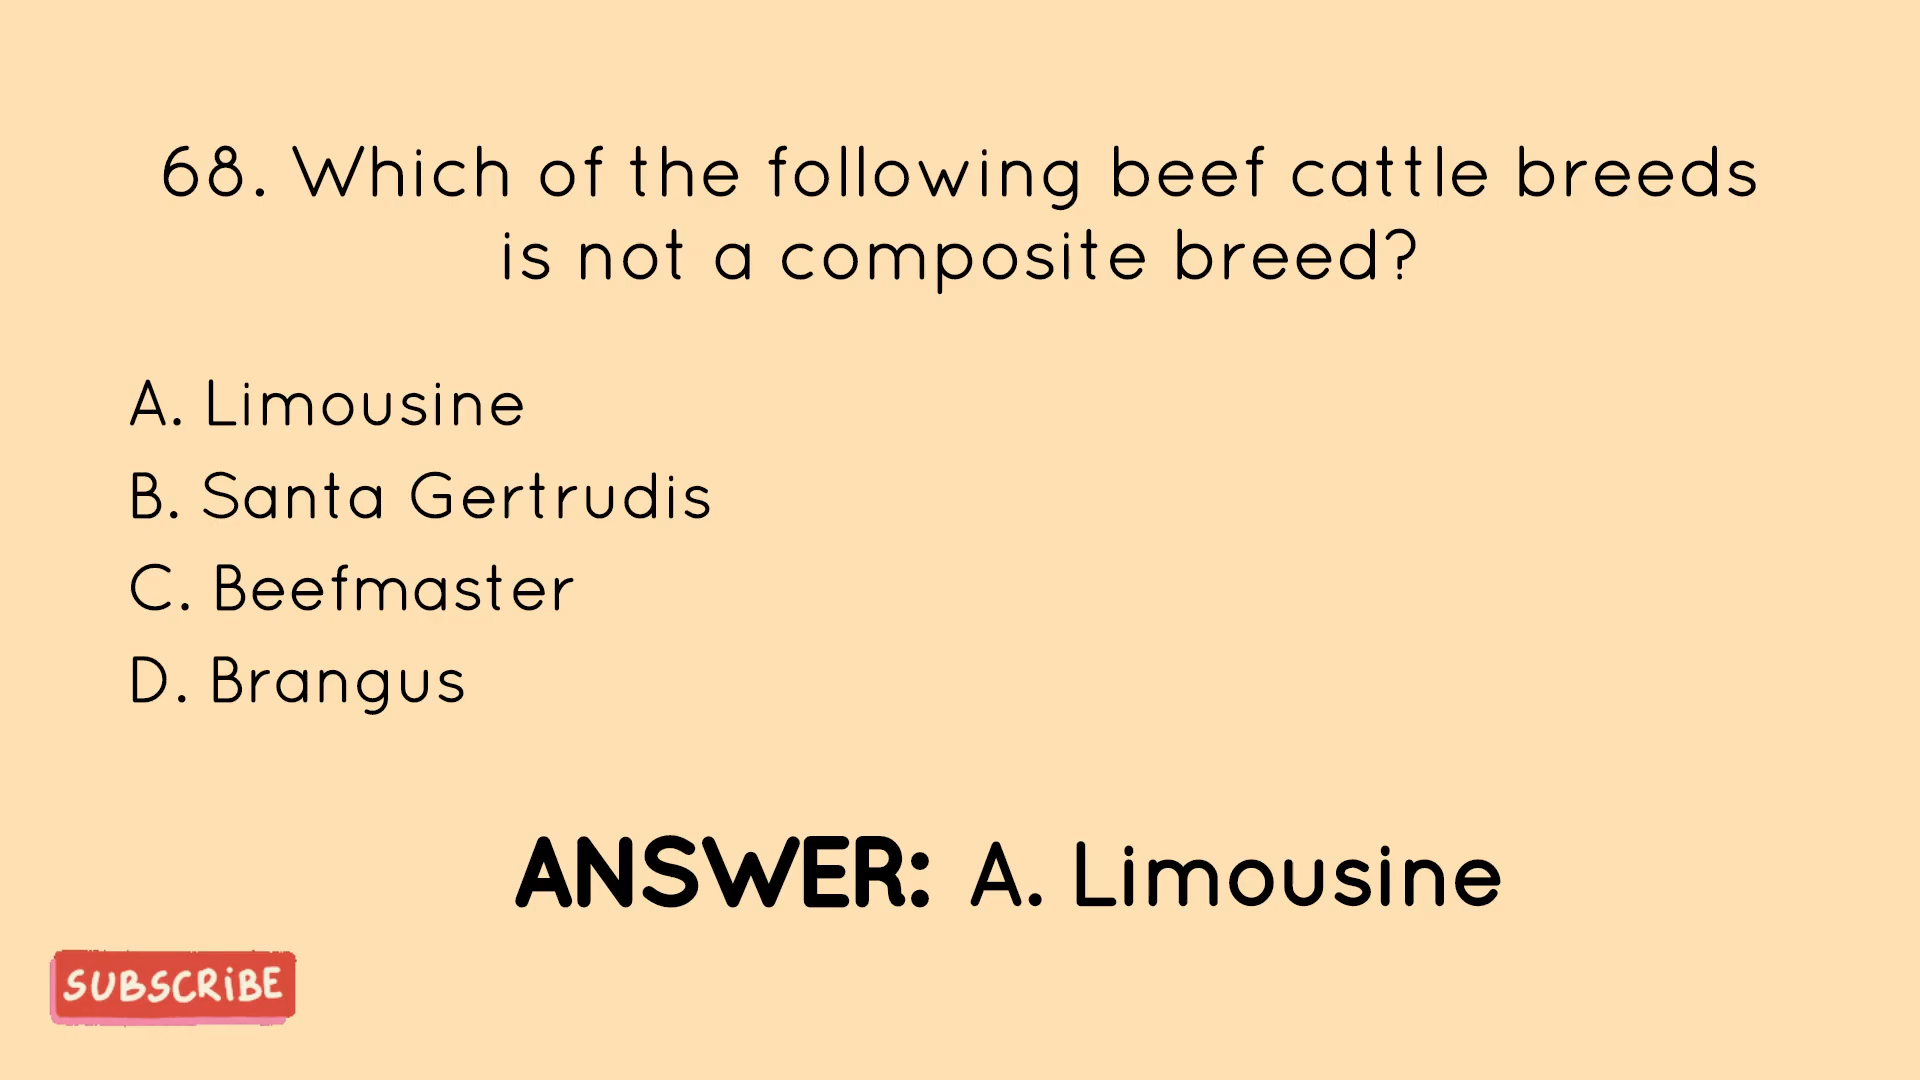 68. Which of the following beef cattle breeds
is not a composite breed?
A. Limousine
B. Santa Gertrudis
C. Beefmaster
D. Brangus
ANSWER: A. Limousine
SUBSCRiBE